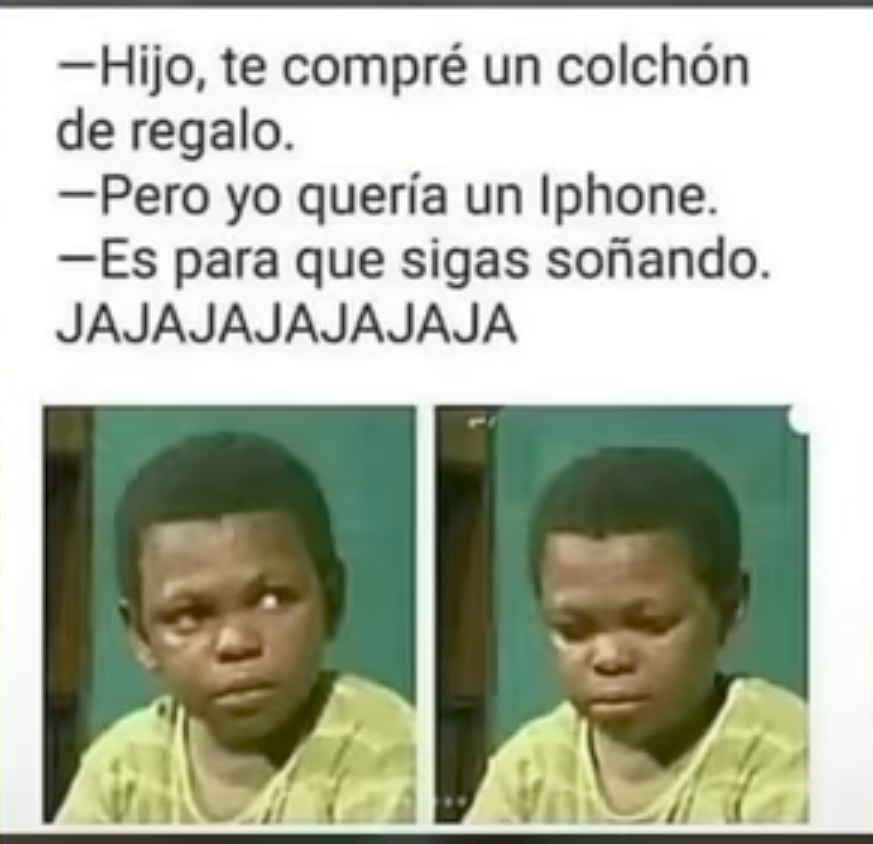 —Hijo, te compré un colchón
de regalo.
—Pero yo quería un Iphone.
—Es para que sigas soñando.
JAJAJAJAJAJAJA